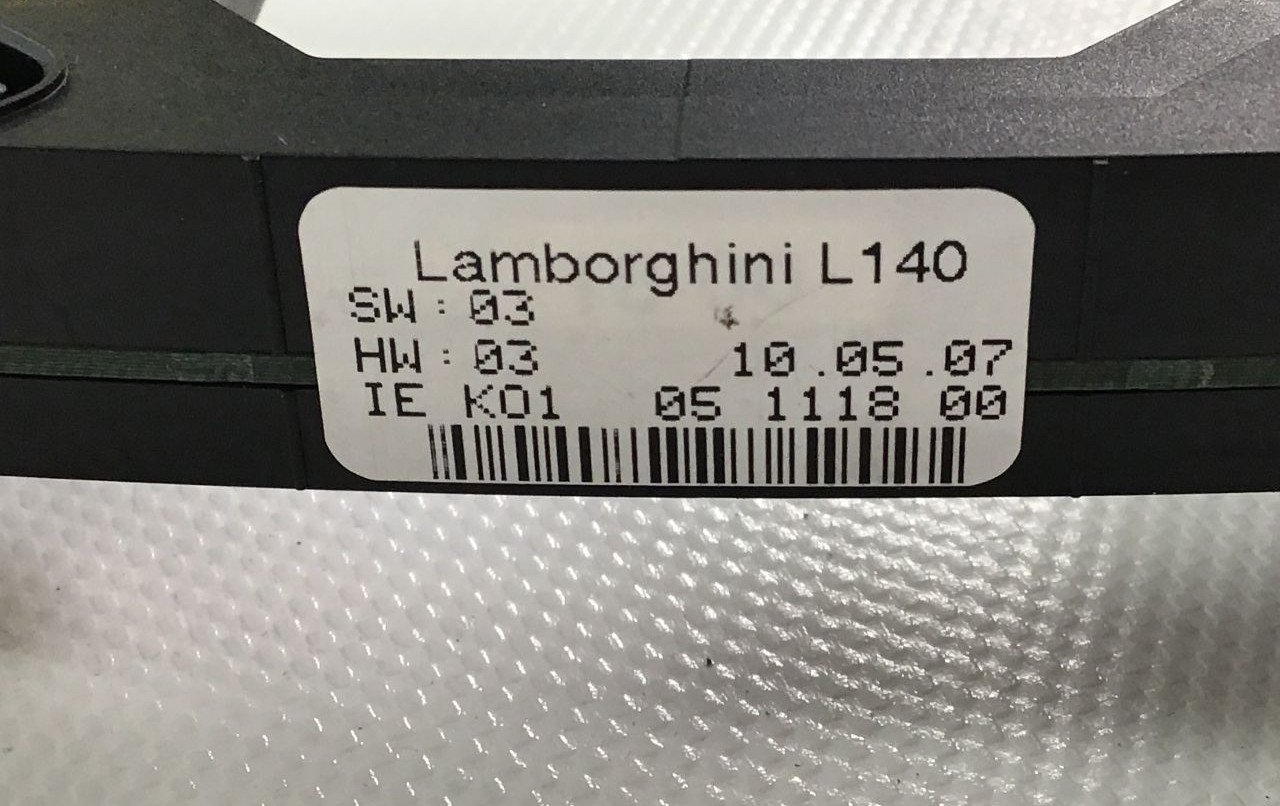 Lamborghini L140
SW : 03
HW : 03 10.05.07
IE K01 05 1118 00